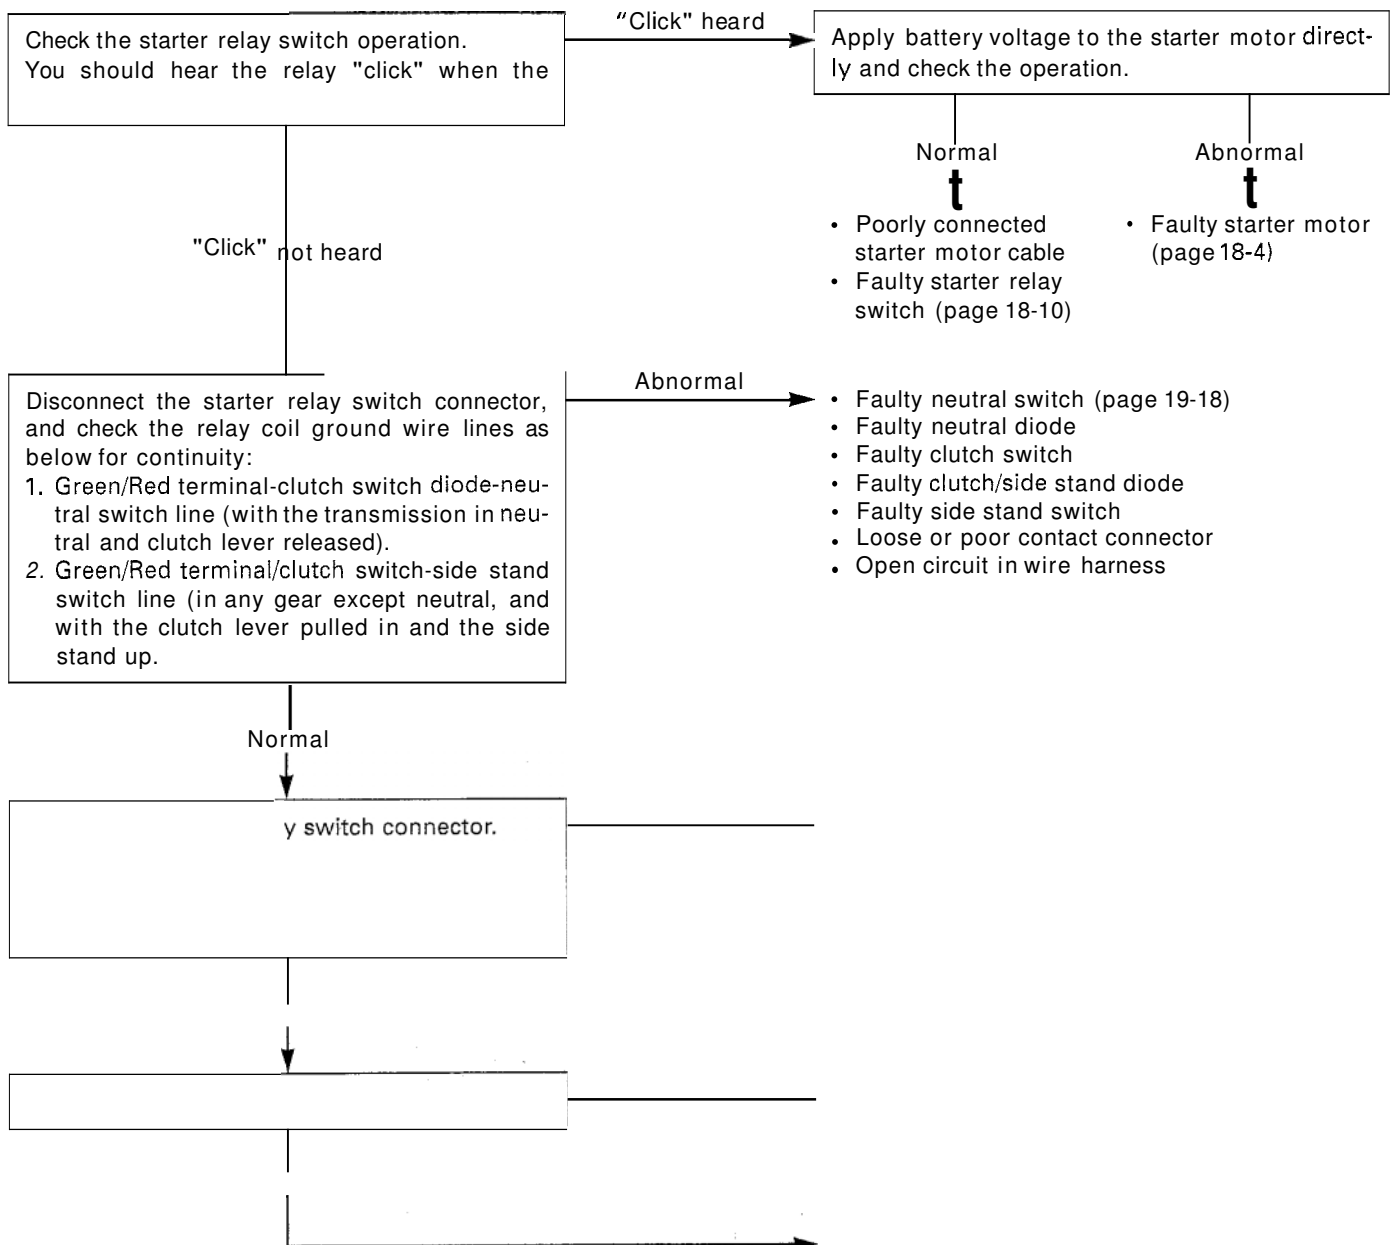 Check the starter relay switch operation.
You should hear the relay "click" when the
"Click" heard
Apply battery voltage to the starter motor direct-
ly and check the operation.
Normal
Abnormal
t
t
• Poorly connected
starter motor cable
• Faulty starter relay
switch (page 18-10)
• Faulty starter motor
(page 18-4)
"Click" not heard
Disconnect the starter relay switch connector,
and check the relay coil ground wire lines as
below for continuity:
1. Green/Red terminal-clutch switch diode-neu-
tral switch line (with the transmission in neu-
tral and clutch lever released).
2. Green/Red terminal/clutch switch-side stand
switch line (in any gear except neutral, and
with the clutch lever pulled in and the side
stand up.
Abnormal
• Faulty neutral switch (page 19-18)
• Faulty neutral diode
• Faulty clutch switch
• Faulty clutch/side stand diode
• Faulty side stand switch
• Loose or poor contact connector
• Open circuit in wire harness
Normal
y switch connector.